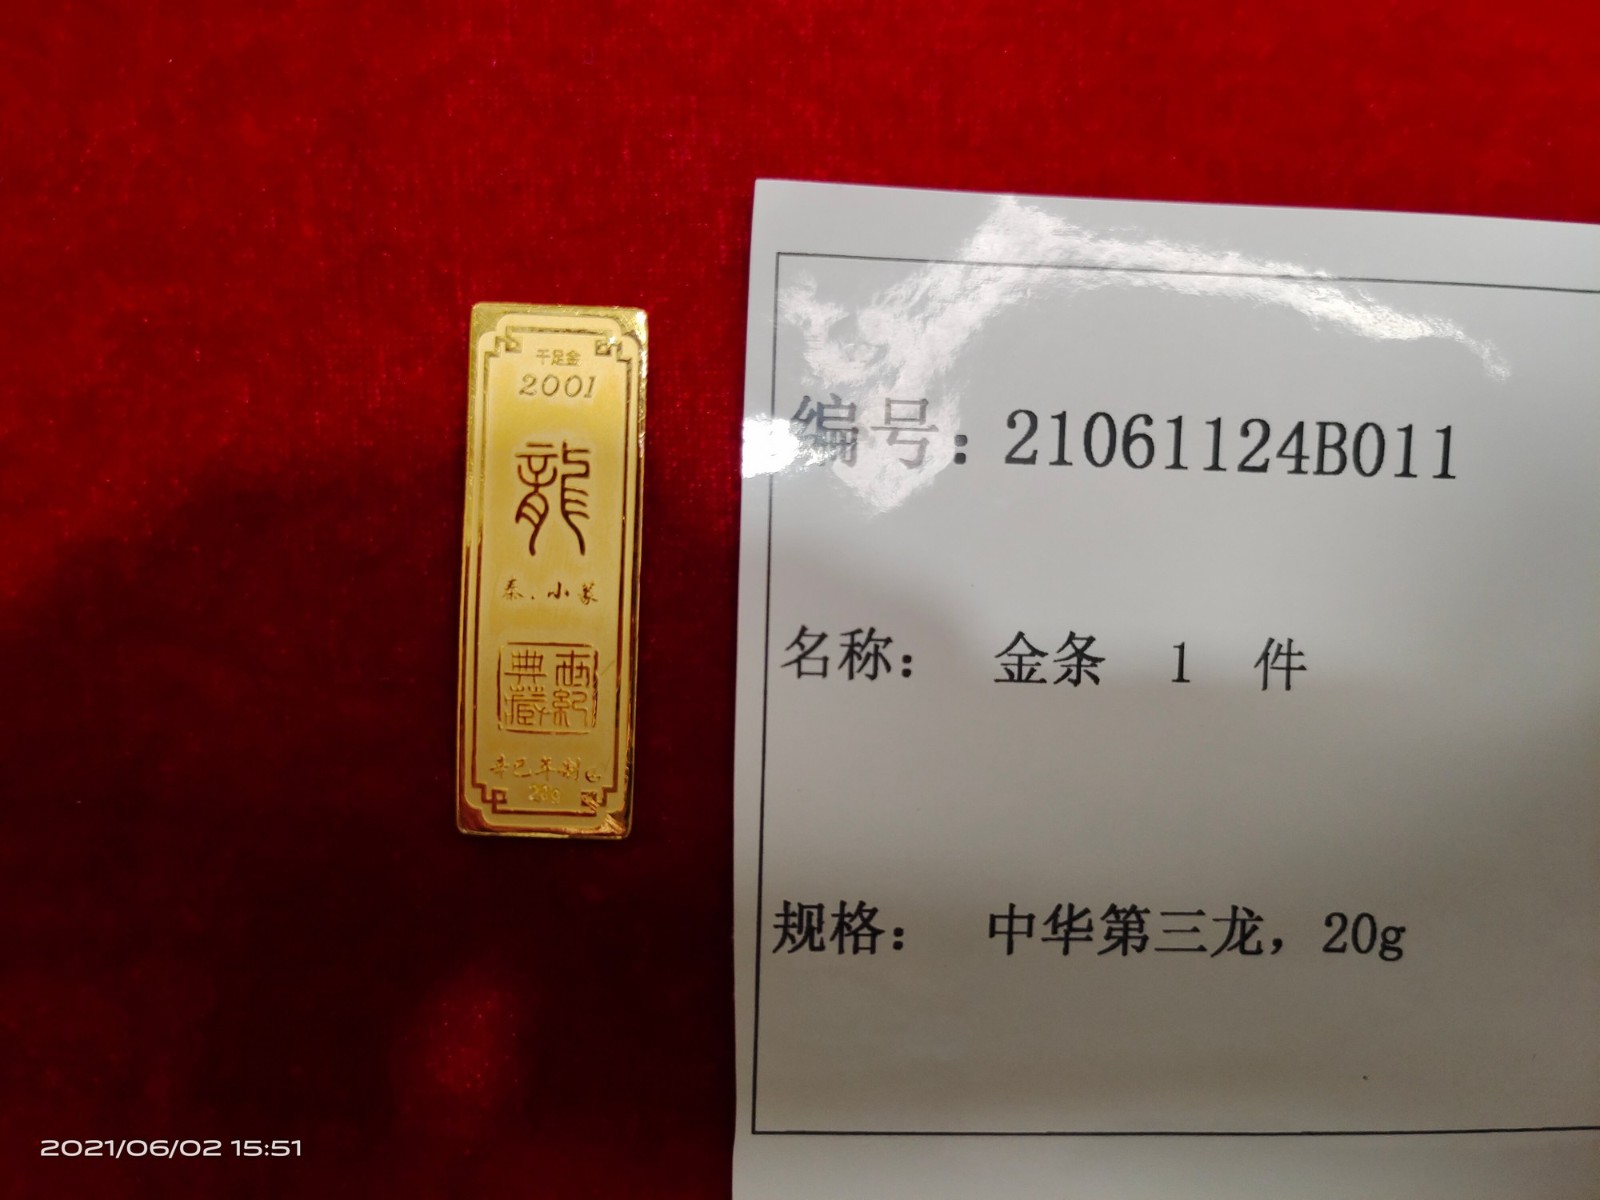 千足金
2001
龍
秦·小篆
世紀
典藏
辛巳年制
20g
编号：21061124B011
名称： 金条 1 件
规格： 中华第三龙，20g
2021/06/02 15:51